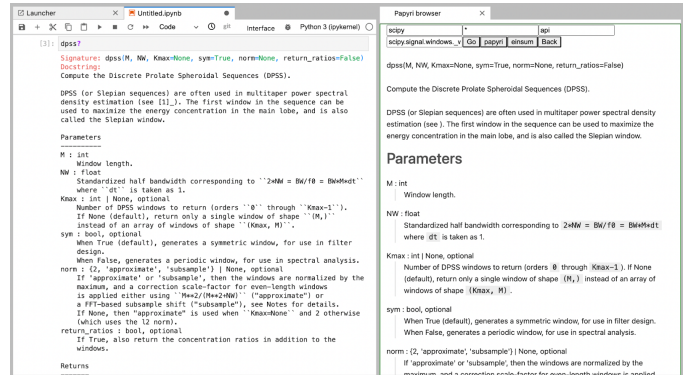 Launcher
Untitled.ipynb
Code
git
Interface
Python 3 (ipykernel)
[3]: dpss?
Signature: dpss(M, NW, Kmax=None, sym=True, norm=None, return_ratios=False)
Docstring:
Compute the Discrete Prolate Spheroidal Sequences (DPSS).
DPSS (or Slepian sequences) are often used in multitaper power spectral
density estimation (see [1]_). The first window in the sequence can be
used to maximize the energy concentration in the main lobe, and is also
called the Slepian window.
Parameters
----------
M : int
Window length.
NW : float
Standardized half bandwidth corresponding to ``2*NW = BW/f0 = BW*M*dt``
where ``dt`` is taken as 1.
Kmax : int | None, optional
Number of DPSS windows to return (orders ``0`` through ``Kmax-1``).
If None (default), return only a single window of shape ``(M,)``
instead of an array of windows of shape ``(Kmax, M)``.
sym : bool, optional
When True (default), generates a symmetric window, for use in filter
design.
When False, generates a periodic window, for use in spectral analysis.
norm : {2, 'approximate', 'subsample'} | None, optional
If 'approximate' or 'subsample', then the windows are normalized by the
maximum, and a correction scale-factor for even-length windows
is applied either using ``M**2/(M**2+NW)`` ("approximate") or
a FFT-based subsample shift ("subsample"), see Notes for details.
If None, then "approximate" is used when ``Kmax=None`` and 2 otherwise
(which uses the l2 norm).
return_ratios : bool, optional
If True, also return the concentration ratios in addition to the
windows.
Returns
-------
Papyri browser
scipy
*
api
scipy.signal.windows._w
Go
papyri
einsum
Back
dpss(M, NW, Kmax=None, sym=True, norm=None, return_ratios=False)
Compute the Discrete Prolate Spheroidal Sequences (DPSS).
DPSS (or Slepian sequences) are often used in multitaper power spectral density
estimation (see ). The first window in the sequence can be used to maximize the
energy concentration in the main lobe, and is also called the Slepian window.
Parameters
M : int
Window length.
NW : float
Standardized half bandwidth corresponding to 2*NW = BW/f0 = BW*M*dt
where dt is taken as 1.
Kmax : int | None, optional
Number of DPSS windows to return (orders 0 through Kmax-1 ). If None
(default), return only a single window of shape (M,) instead of an array of
windows of shape (Kmax, M) .
sym : bool, optional
When True (default), generates a symmetric window, for use in filter design.
When False, generates a periodic window, for use in spectral analysis.
norm : {2, 'approximate', 'subsample'} | None, optional
If 'approximate' or 'subsample', then the windows are normalized by the
maximum, and a correction scale-factor for even-length windows is applied